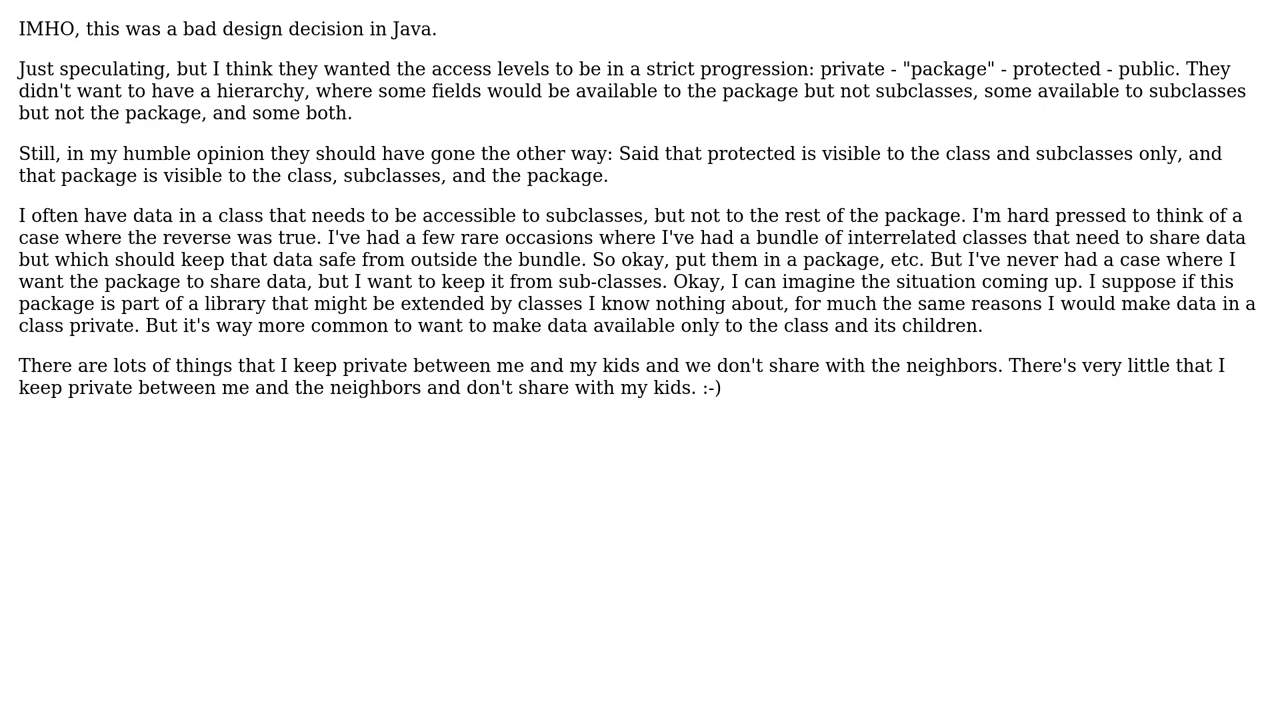 IMHO, this was a bad design decision in Java.
Just speculating, but I think they wanted the access levels to be in a strict progression: private - "package" - protected - public. They
didn't want to have a hierarchy, where some fields would be available to the package but not subclasses, some available to subclasses
but not the package, and some both.
Still, in my humble opinion they should have gone the other way: Said that protected is visible to the class and subclasses only, and
that package is visible to the class, subclasses, and the package.
I often have data in a class that needs to be accessible to subclasses, but not to the rest of the package. I'm hard pressed to think of a
case where the reverse was true. I've had a few rare occasions where I've had a bundle of interrelated classes that need to share data
but which should keep that data safe from outside the bundle. So okay, put them in a package, etc. But I've never had a case where I
want the package to share data, but I want to keep it from sub-classes. Okay, I can imagine the situation coming up. I suppose if this
package is part of a library that might be extended by classes I know nothing about, for much the same reasons I would make data in a
class private. But it's way more common to want to make data available only to the class and its children.
There are lots of things that I keep private between me and my kids and we don't share with the neighbors. There's very little that I
keep private between me and the neighbors and don't share with my kids. :-)